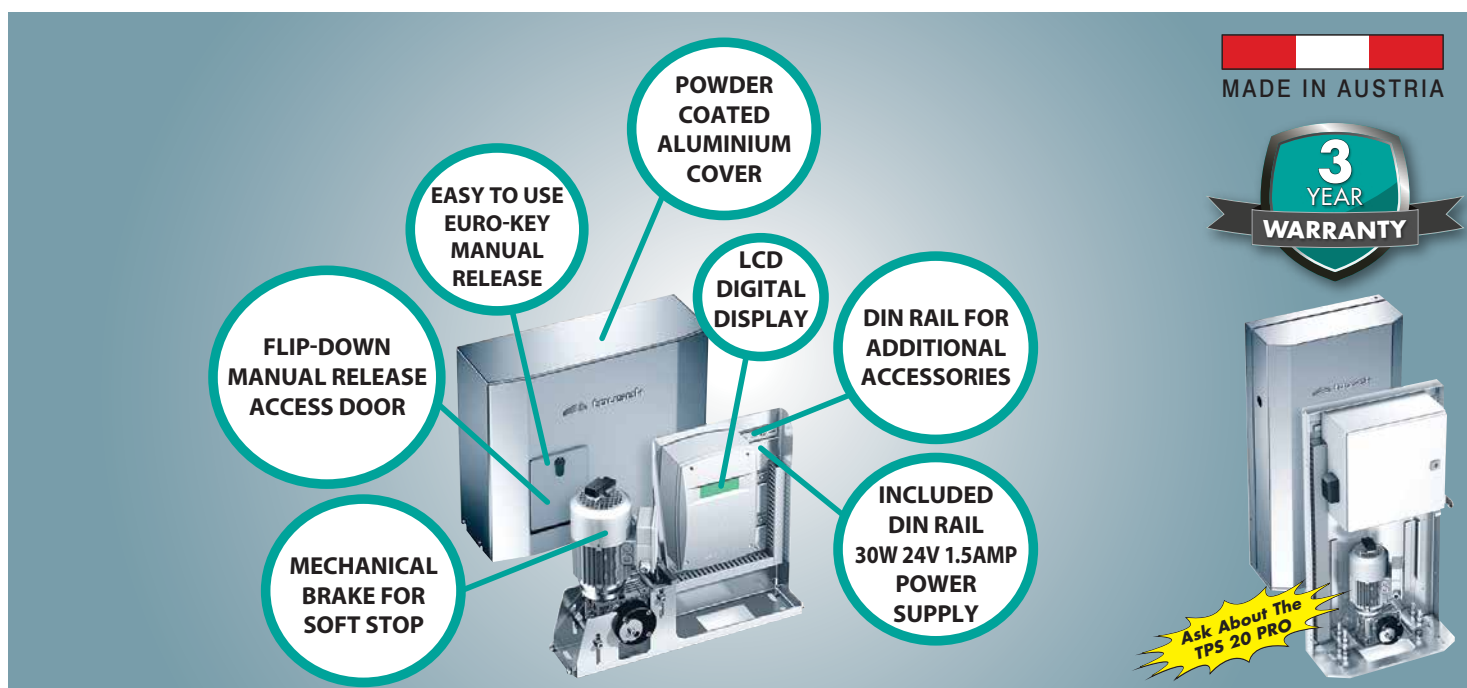 POWDER
COATED
ALUMINIUM
COVER
EASY TO USE
EURO-KEY
MANUAL
RELEASE
LCD
DIGITAL
DISPLAY
FLIP-DOWN
MANUAL RELEASE
ACCESS DOOR
DIN RAIL FOR
ADDITIONAL
ACCESSORIES
MECHANICAL
BRAKE FOR
SOFT STOP
INCLUDED
DIN RAIL
30W 24V 1.5AMP
POWER
SUPPLY
tousek
MADE IN AUSTRIA
3
YEAR
WARRANTY
tousek
Ask About The
TPS 20 PRO